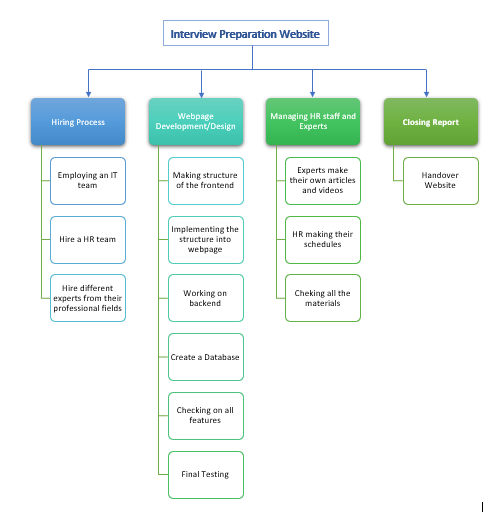 Interview Preparation Website
Hiring Process
Webpage
Development/Design
Managing HR staff and
Experts
Closing Report
Employing an IT
team
Hire a HR team
Hire different
experts from their
professional fields
Making structure
of the frontend
Implementing the
structure into
webpage
Working on
backend
Create a Database
Checking on all
features
Final Testing
Experts make
their own articles
and videos
HR making their
schedules
Cheking all the
materials
Handover
Website